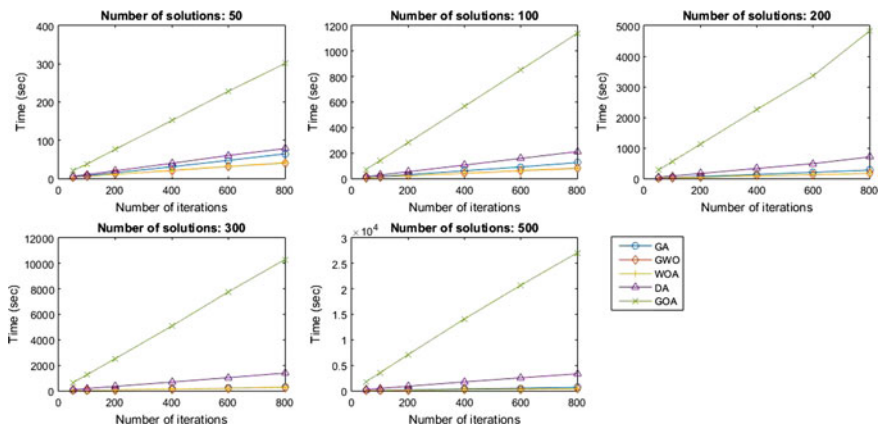 Number of solutions: 50
400
300
200
100
0
Time (sec)
0
200
400
600
800
Number of iterations
Number of solutions: 100
1200
1000
800
600
400
200
0
Time (sec)
0
200
400
600
800
Number of iterations
Number of solutions: 200
5000
4000
3000
2000
1000
0
Time (sec)
0
200
400
600
800
Number of iterations
Number of solutions: 300
12000
10000
8000
6000
4000
2000
0
Time (sec)
0
200
400
600
800
Number of iterations
Number of solutions: 500
× 10⁴
3
2.5
2
1.5
1
0.5
0
Time (sec)
0
200
400
600
800
Number of iterations
GA
GWO
WOA
DA
GOA